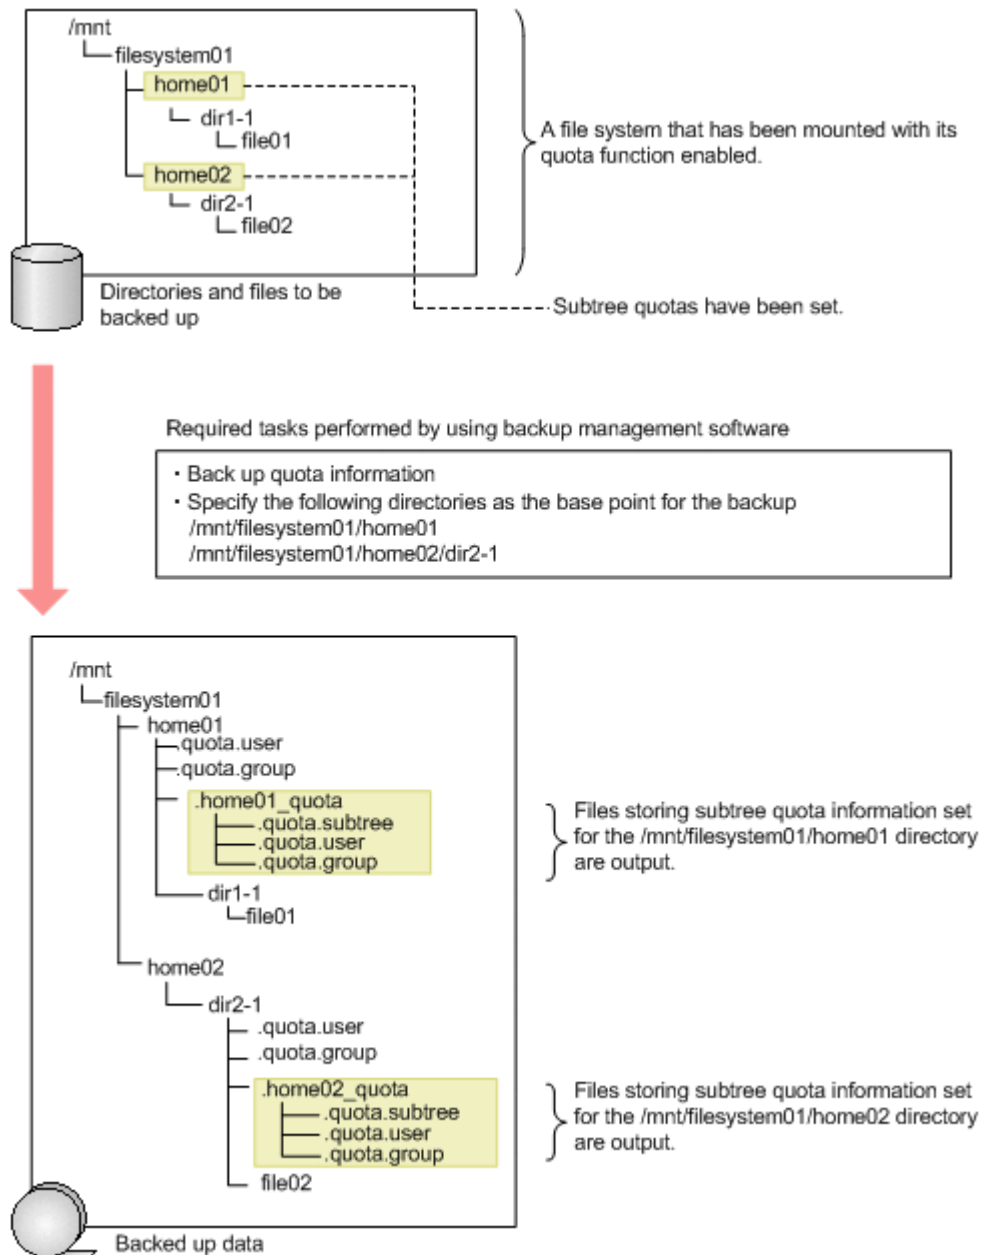 /mnt
filesystem01
home01
dir1-1
file01
home02
dir2-1
file02
A file system that has been mounted with its
quota function enabled.
Directories and files to be
backed up
Subtree quotas have been set.
Required tasks performed by using backup management software
・Back up quota information
・Specify the following directories as the base point for the backup
/mnt/filesystem01/home01
/mnt/filesystem01/home02/dir2-1
/mnt
filesystem01
home01
.quota.user
.quota.group
.home01_quota
.quota.subtree
.quota.user
.quota.group
Files storing subtree quota information set
for the /mnt/filesystem01/home01 directory
are output.
dir1-1
file01
home02
dir2-1
.quota.user
.quota.group
.home02_quota
.quota.subtree
.quota.user
.quota.group
Files storing subtree quota information set
for the /mnt/filesystem01/home02 directory
are output.
file02
Backed up data